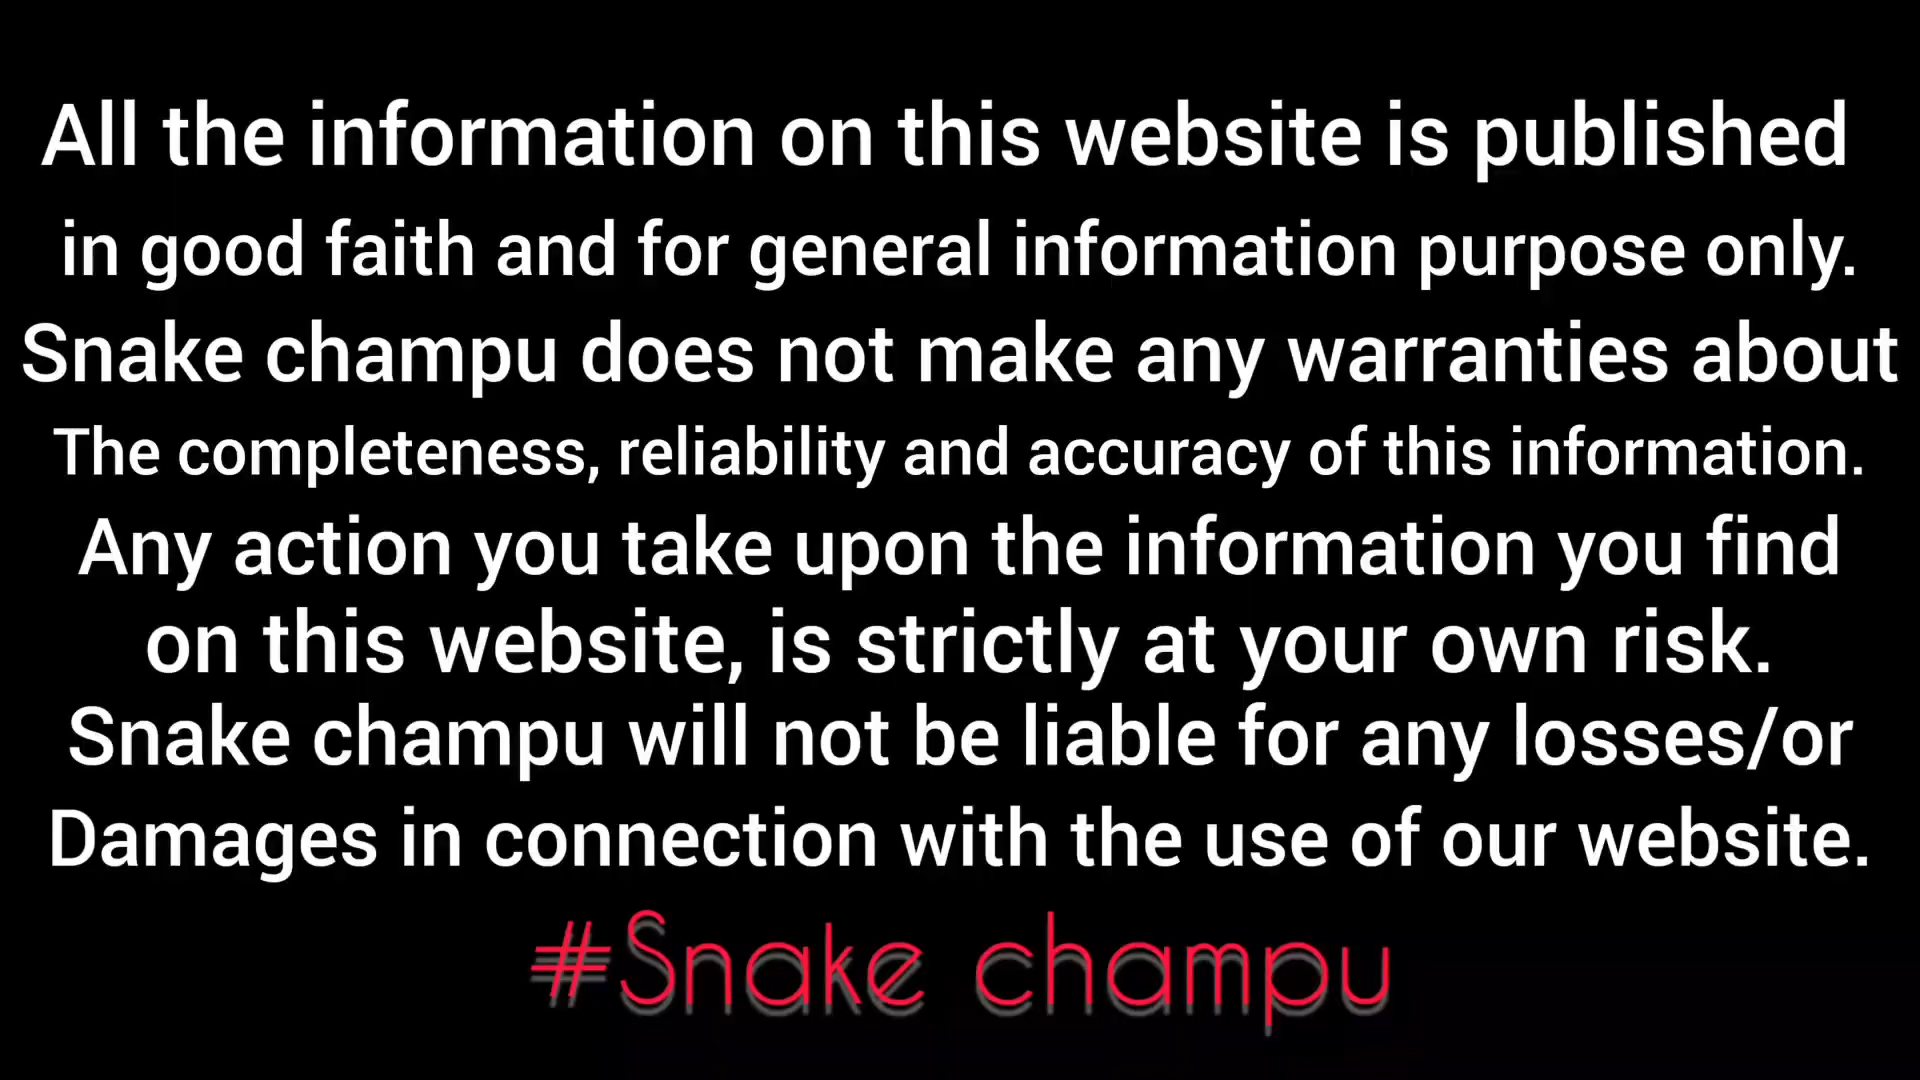 All the information on this website is published
in good faith and for general information purpose only.
Snake champu does not make any warranties about
The completeness, reliability and accuracy of this information.
Any action you take upon the information you find
on this website, is strictly at your own risk.
Snake champu will not be liable for any losses/or
Damages in connection with the use of our website.
#Snake champu